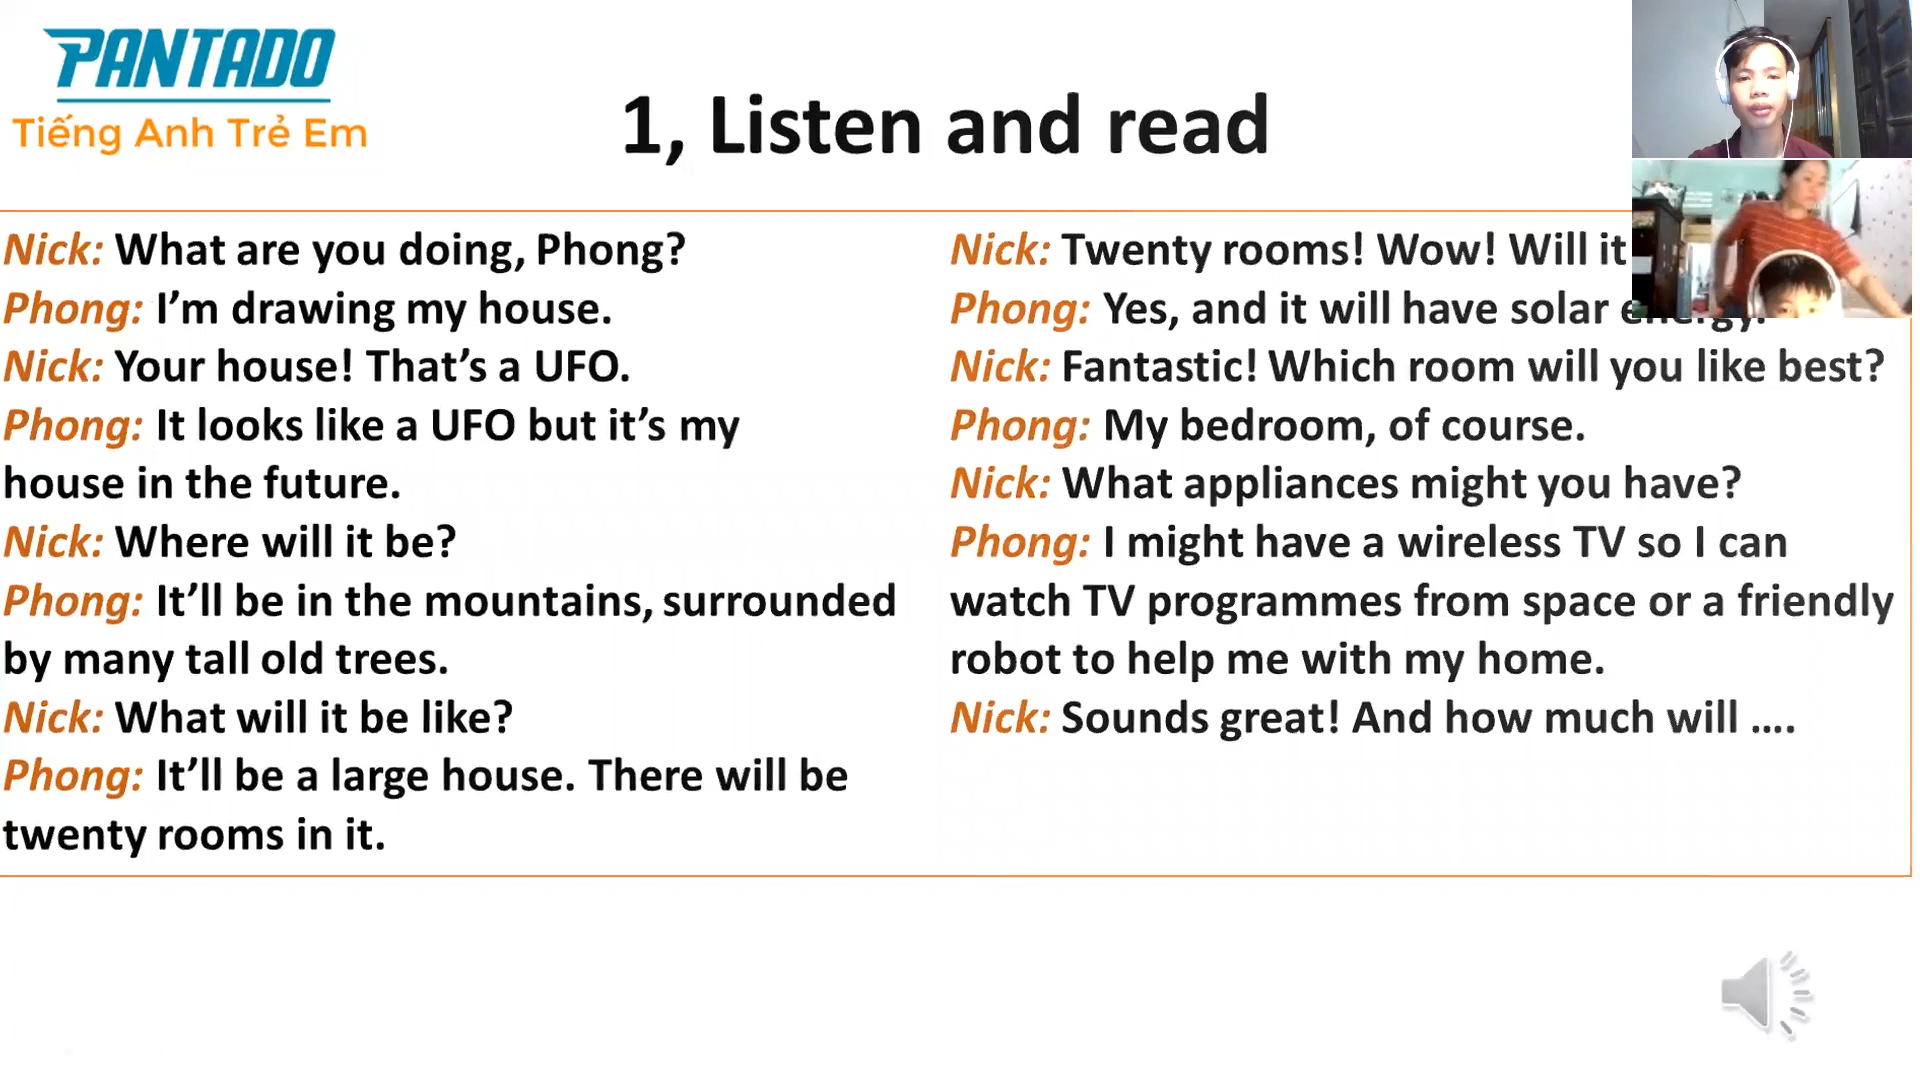 PANTADO
Tiếng Anh Trẻ Em
1, Listen and read
Nick: What are you doing, Phong?
Phong: I’m drawing my house.
Nick: Your house! That’s a UFO.
Phong: It looks like a UFO but it’s my
house in the future.
Nick: Where will it be?
Phong: It’ll be in the mountains, surrounded
by many tall old trees.
Nick: What will it be like?
Phong: It’ll be a large house. There will be
twenty rooms in it.
Nick: Twenty rooms! Wow! Will it
Phong: Yes, and it will have solar energy.
Nick: Fantastic! Which room will you like best?
Phong: My bedroom, of course.
Nick: What appliances might you have?
Phong: I might have a wireless TV so I can
watch TV programmes from space or a friendly
robot to help me with my home.
Nick: Sounds great! And how much will ....